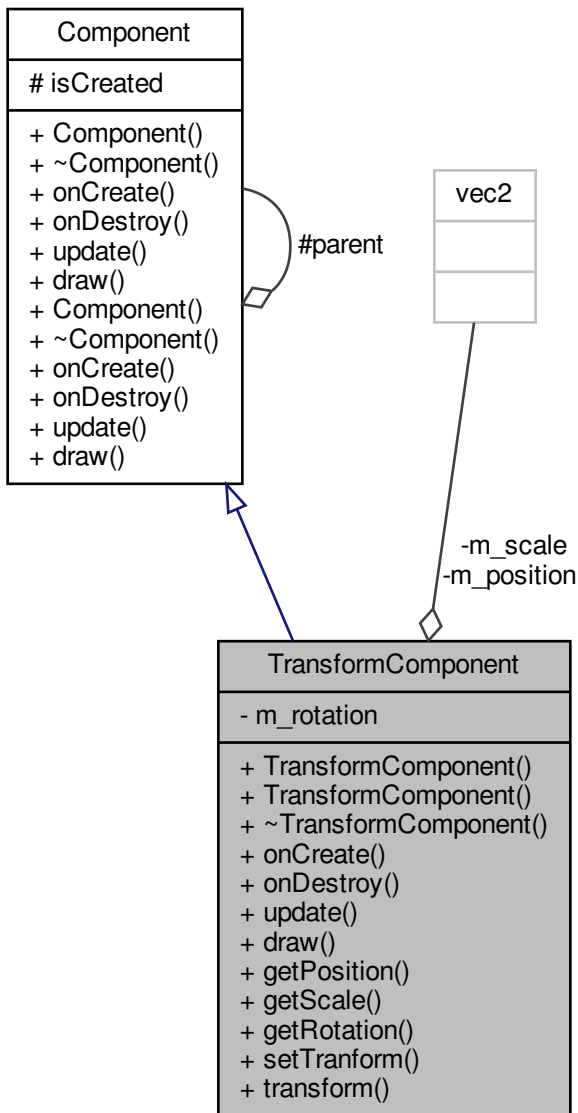 Component
# isCreated
+ Component()
+ ~Component()
+ onCreate()
+ onDestroy()
+ update()
+ draw()
+ Component()
+ ~Component()
+ onCreate()
+ onDestroy()
+ update()
+ draw()
#parent
vec2
-m_scale
-m_position
TransformComponent
- m_rotation
+ TransformComponent()
+ TransformComponent()
+ ~TransformComponent()
+ onCreate()
+ onDestroy()
+ update()
+ draw()
+ getPosition()
+ getScale()
+ getRotation()
+ setTranform()
+ transform()